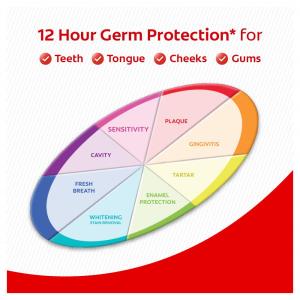 12 Hour Germ Protection* for
Teeth Tongue Cheeks Gums
SENSITIVITY
PLAQUE
GINGIVITIS
TARTAR
ENAMEL
PROTECTION
WHITENING
STAIN REMOVAL
FRESH
BREATH
CAVITY